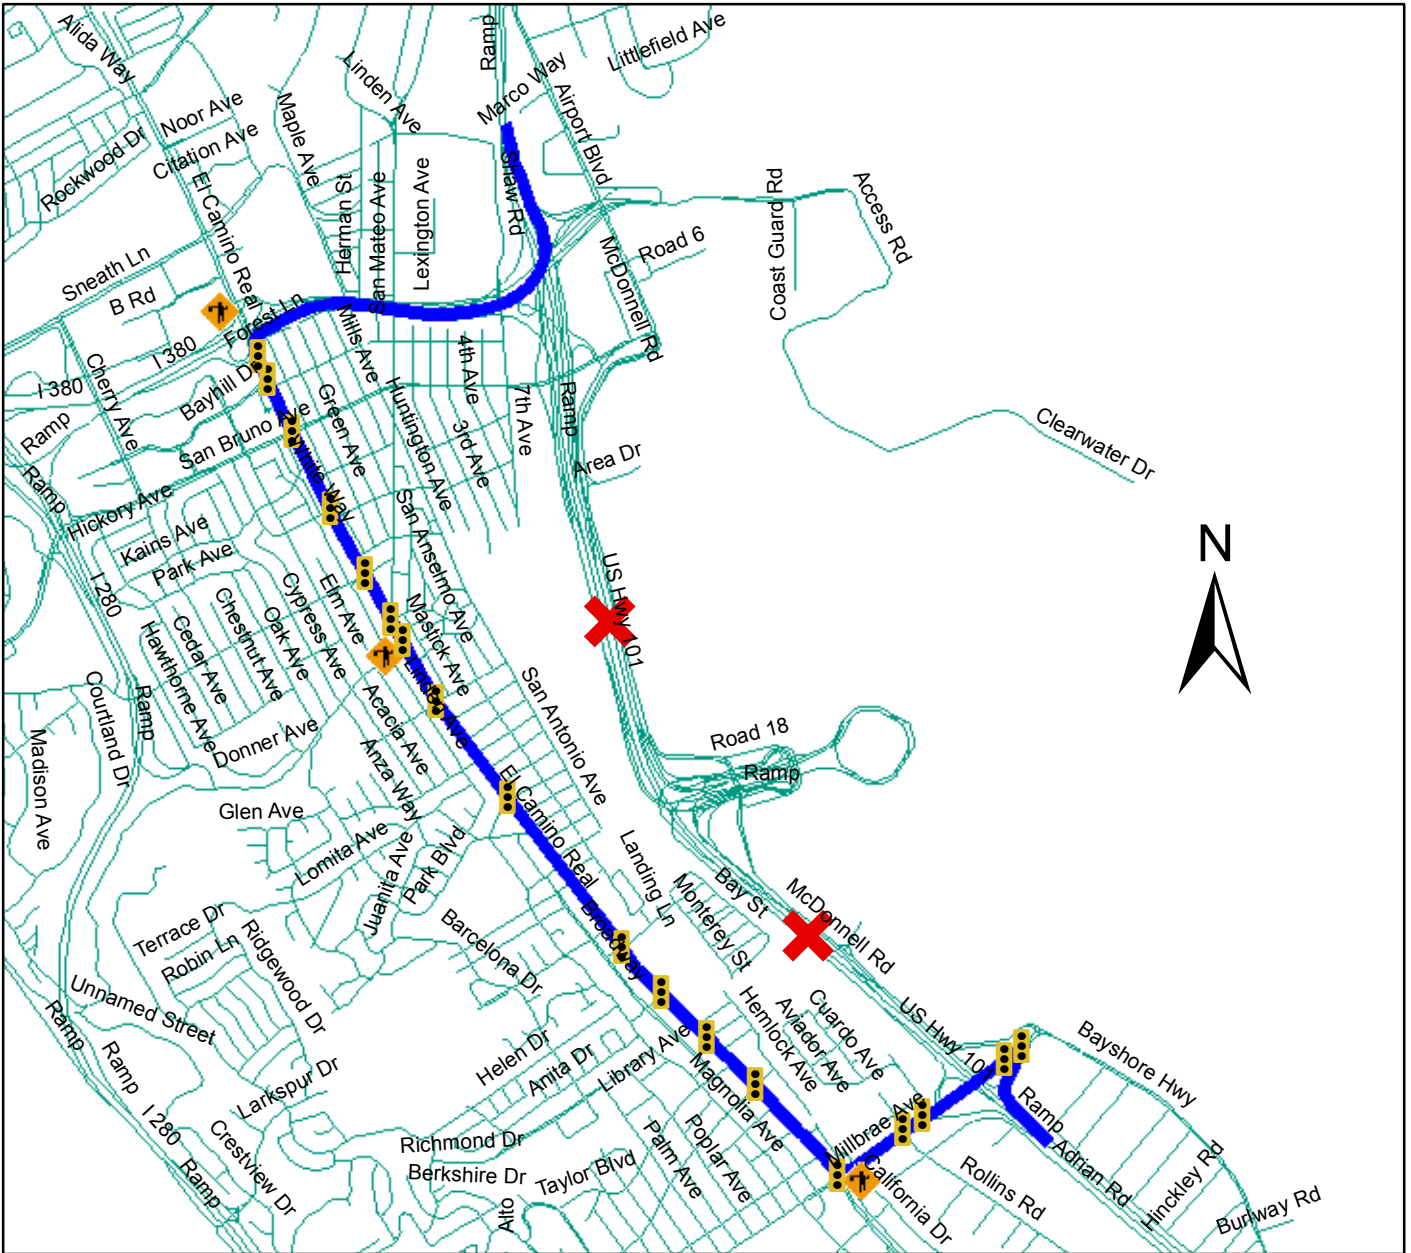 Alida Way
Noor Ave
Citation Ave
Rockwood Dr
Maple Ave
Linden Ave
Ramp
Marco Way
Littlefield Ave
Airport Blvd
Shaw Rd
El Camino Real
Herman St
San Mateo Ave
Lexington Ave
Coast Guard Rd
Access Rd
McDonnell Rd
Road 6
Sneath Ln
B Rd
Forest Ln
I 380
I 380
Cherry Ave
Bayhill Dr
Mills Ave
4th Ave
Ramp
San Bruno Ave
Green Ave
Huntington Ave
3rd Ave
7th Ave
Ramp
Clearwater Dr
Ramp
Hickory Ave
White Way
Area Dr
N
Kains Ave
Park Ave
San Anselmo Ave
US Hwy 101
I 280
Chestnut Ave
Cypress Ave
Elm Ave
Oak Ave
Cedar Ave
Hawthorne Ave
Mastick Ave
Linden Ave
Courtland Dr
Ramp
Donner Ave
Acacia Ave
San Antonio Ave
Madison Ave
Anza Way
Road 18
Ramp
Glen Ave
El Camino Real
Lomita Ave
Juanita Ave
Park Blvd
Landing Ln
Monterey St
Bay St
McDonnell Rd
Terrace Dr
Robin Ln
Ridgewood Dr
Barcelona Dr
Broadway
Unnamed Street
Ramp
Ramp
Hemlock Ave
Aviador Ave
Cuardo Ave
US Hwy 101
Bayshore Hwy
Helen Dr
Anita Dr
Library Ave
Magnolia Ave
Larkspur Dr
I 280
Crestview Dr
Ramp
Richmond Dr
Berkshire Dr
Alto
Taylor Blvd
Palm Ave
Poplar Ave
Millbrae Ave
California Dr
Ramp
Adrian Rd
Rollins Rd
Hinckley Rd
Burlway Rd